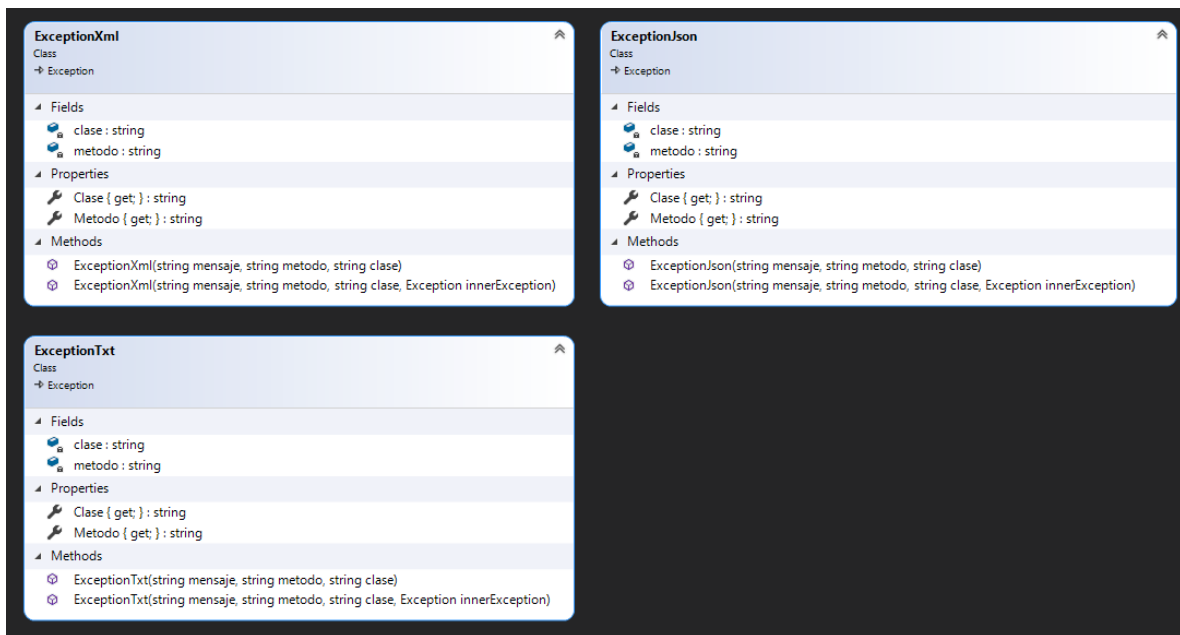 ExceptionXml
Class
Exception
Fields
clase : string
metodo : string
Properties
Clase { get; } : string
Metodo { get; } : string
Methods
ExceptionXml(string mensaje, string metodo, string clase)
ExceptionXml(string mensaje, string metodo, string clase, Exception innerException)
ExceptionJson
Class
Exception
Fields
clase : string
metodo : string
Properties
Clase { get; } : string
Metodo { get; } : string
Methods
ExceptionJson(string mensaje, string metodo, string clase)
ExceptionJson(string mensaje, string metodo, string clase, Exception innerException)
ExceptionTxt
Class
Exception
Fields
clase : string
metodo : string
Properties
Clase { get; } : string
Metodo { get; } : string
Methods
ExceptionTxt(string mensaje, string metodo, string clase)
ExceptionTxt(string mensaje, string metodo, string clase, Exception innerException)